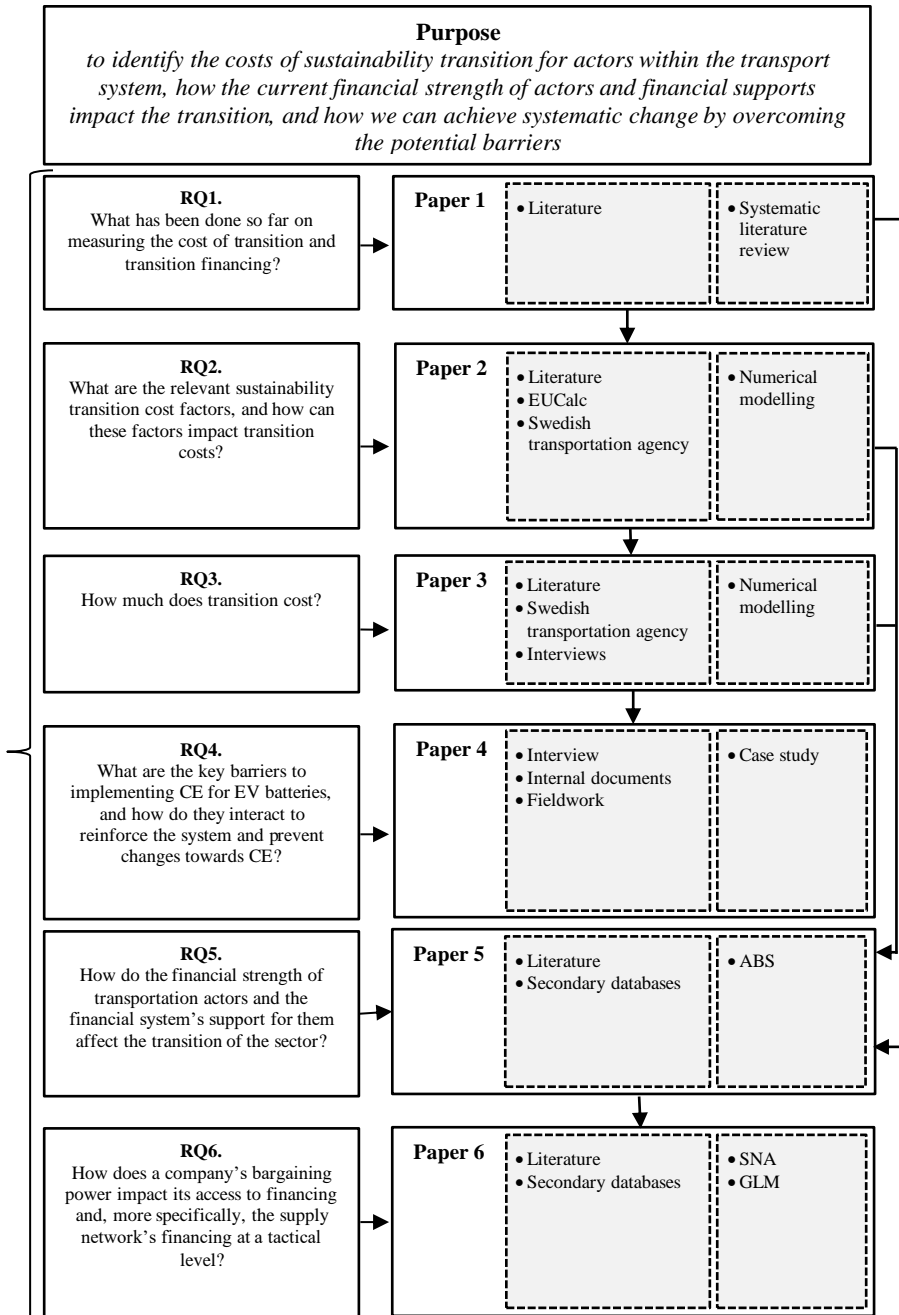 Purpose
to identify the costs of sustainability transition for actors within the transport
system, how the current financial strength of actors and financial supports
impact the transition, and how we can achieve systematic change by overcoming
the potential barriers
RQ1.
What has been done so far on
measuring the cost of transition and
transition financing?
Paper 1
• Literature
• Systematic
literature
review
RQ2.
What are the relevant sustainability
transition cost factors, and how can
these factors impact transition
costs?
Paper 2
• Literature
• EUCalc
• Swedish
transportation agency
• Numerical
modelling
RQ3.
How much does transition cost?
Paper 3
• Literature
• Swedish
transportation agency
• Interviews
• Numerical
modelling
RQ4.
What are the key barriers to
implementing CE for EV batteries,
and how do they interact to
reinforce the system and prevent
changes towards CE?
Paper 4
• Interview
• Internal documents
• Fieldwork
• Case study
RQ5.
How do the financial strength of
transportation actors and the
financial system's support for them
affect the transition of the sector?
Paper 5
• Literature
• Secondary databases
• ABS
RQ6.
How does a company's bargaining
power impact its access to financing
and, more specifically, the supply
network's financing at a tactical
level?
Paper 6
• Literature
• Secondary databases
• SNA
• GLM